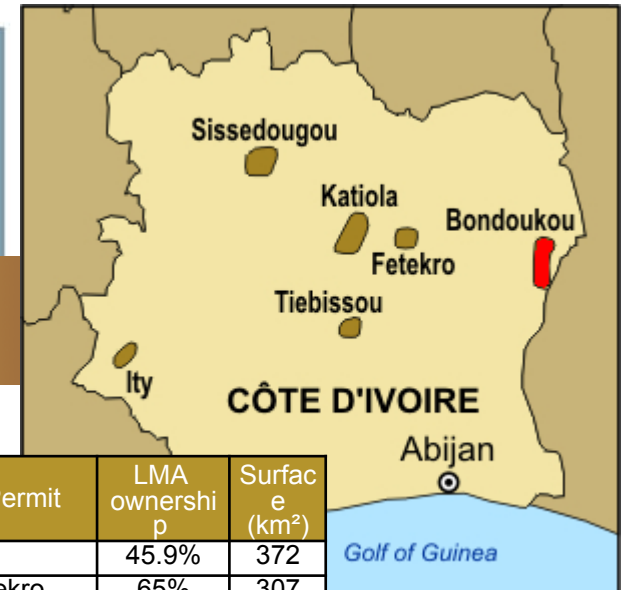 Sissedougou
Katiola
Bondoukou
Fetekro
Tiebissou
Ity
CÔTE D'IVOIRE
Abijan
Golf of Guinea
LMA
ownershi
p
Surfac
e
(km²)
45.9% 372
65% 307